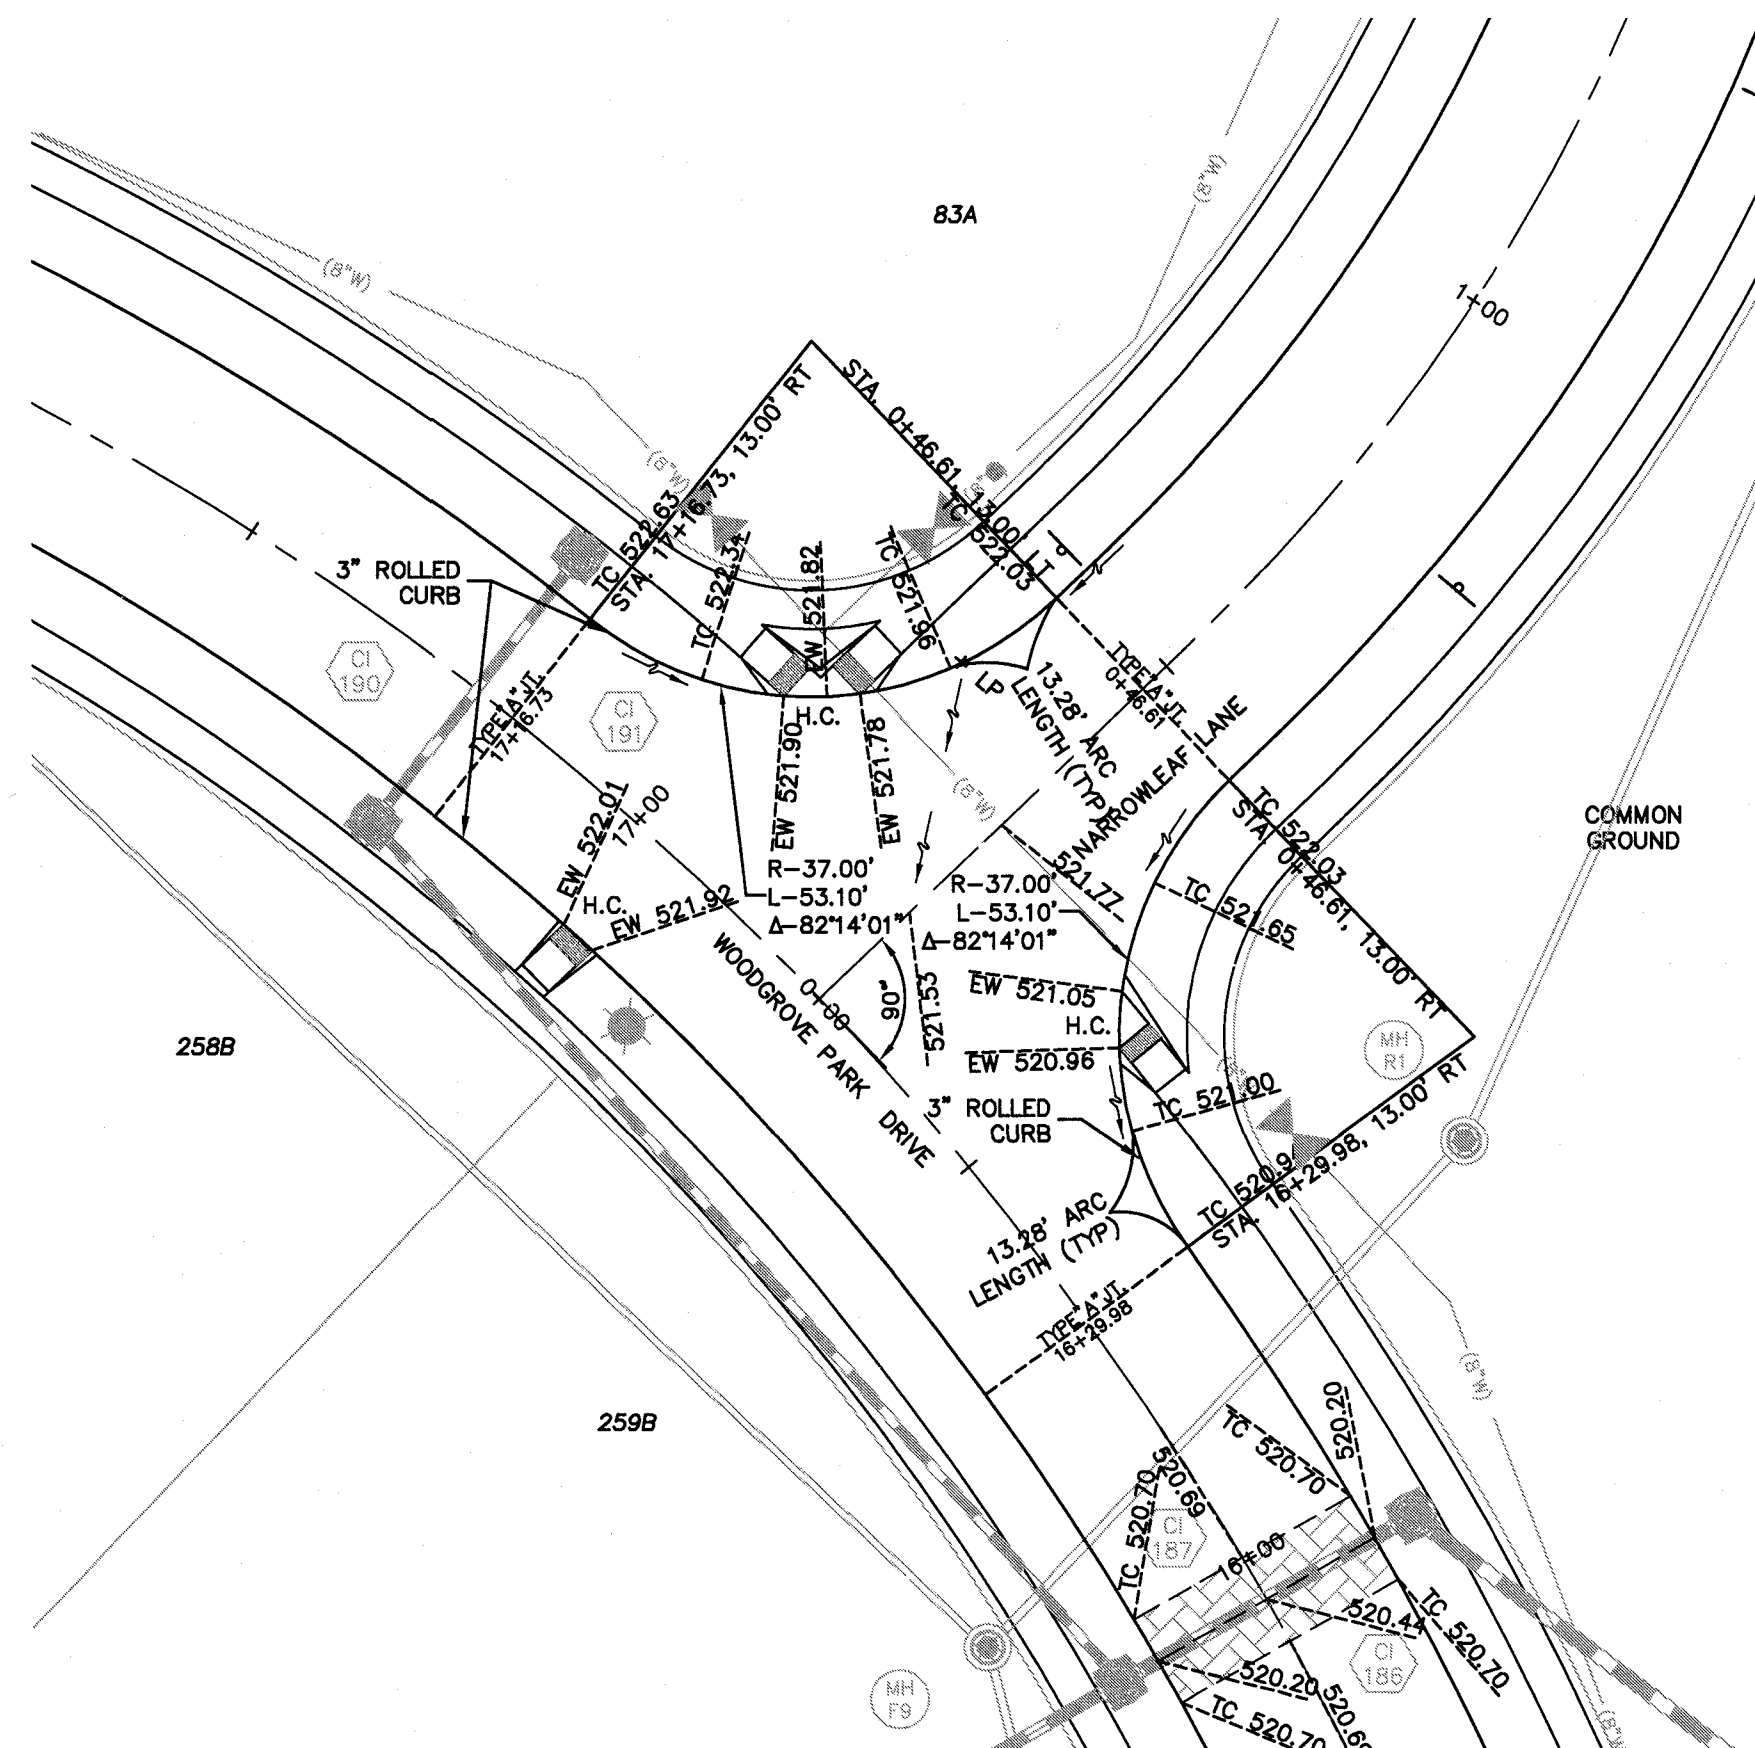 83A
(8"W)
(8"W)
1+00
STA. 0+46.61, 13.00' LT
TC 522.03
TC 522.63
STA. 17+16.73, 13.00' RT
(8"W)
3" ROLLED
CURB
TC 522.34
EW 521.82
TC 521.96
LP
13.28' ARC
LENGTH (TYP)
TYPE "A" JT.
0+46.61
NARROWLEAF LANE
CI
190
CI
191
TYPE "A" JT.
17+16.73
H.C.
EW 521.90
EW 521.78
(8"W)
EW 522.01
17+00
H.C.
EW 521.92
R-37.00'
L-53.10'
Δ-82°14'01"
R-37.00'
L-53.10'
Δ-82°14'01"
521.77
TC 522.03
STA. 0+46.61, 13.00' RT
TC 521.65
COMMON
GROUND
WOODGROVE PARK DRIVE
0+00
90°
521.53
EW 521.05
H.C.
EW 520.96
MH
R1
258B
3" ROLLED
CURB
TC 521.00
TC 520.9
STA. 16+29.98, 13.00' RT
13.28' ARC
LENGTH (TYP)
TYPE "A" JT.
16+29.98
(8"W)
259B
TC 520.70
520.20
TC 520.70
520.69
CI
187
16+00
520.44
TC 520.70
CI
186
520.20
TC 520.70
MH
F9